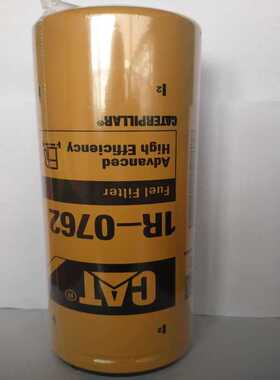 CAT®
1R–0762
Fuel Filter
Advanced
High Efficiency
CATERPILLAR®